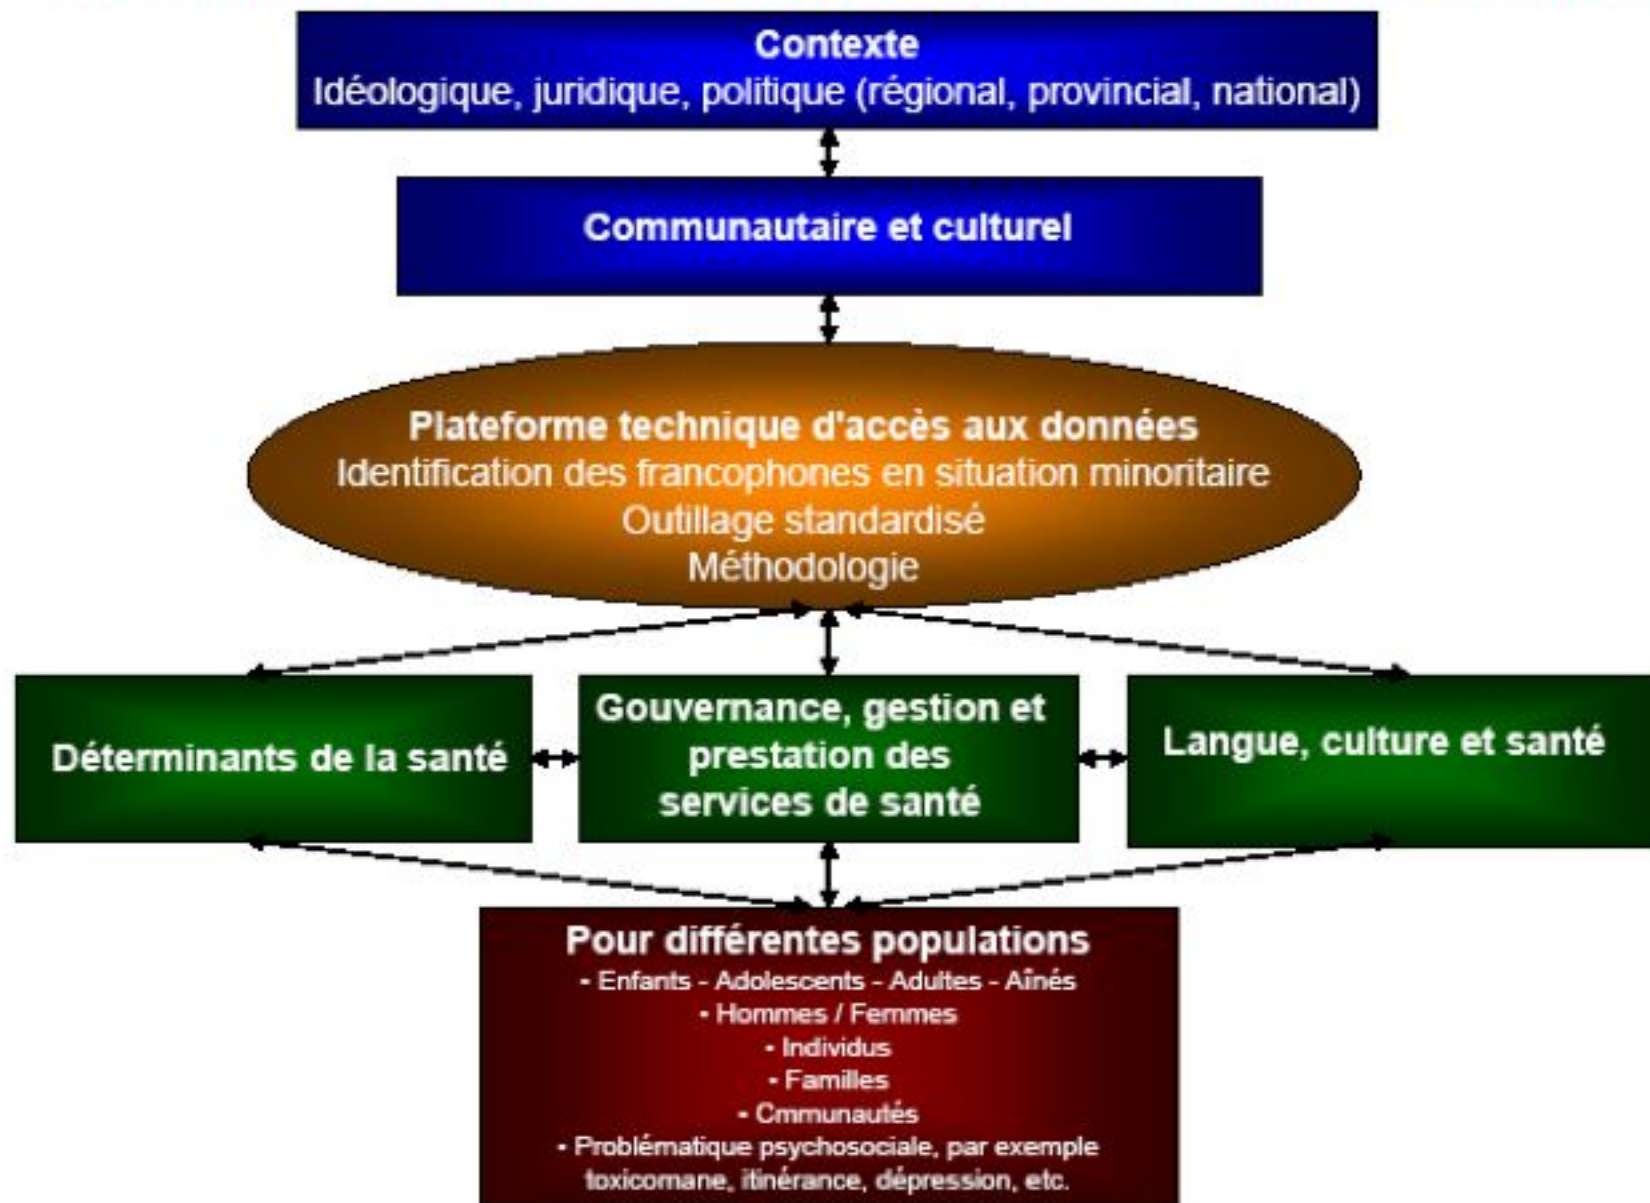 Contexte
Idéologique, juridique, politique (régional, provincial, national)
Communautaire et culturel
Plateforme technique d'accès aux données
Identification des francophones en situation minoritaire
Outillage standardisé
Méthodologie
Déterminants de la santé
Gouvernance, gestion et
prestation des
services de santé
Langue, culture et santé
Pour différentes populations
- Enfants - Adolescents - Adultes - Aînés
- Hommes / Femmes
- Individus
- Familles
- Cmmunautés
- Problématique psychosociale, par exemple
toxicomane, itinérance, dépression, etc.